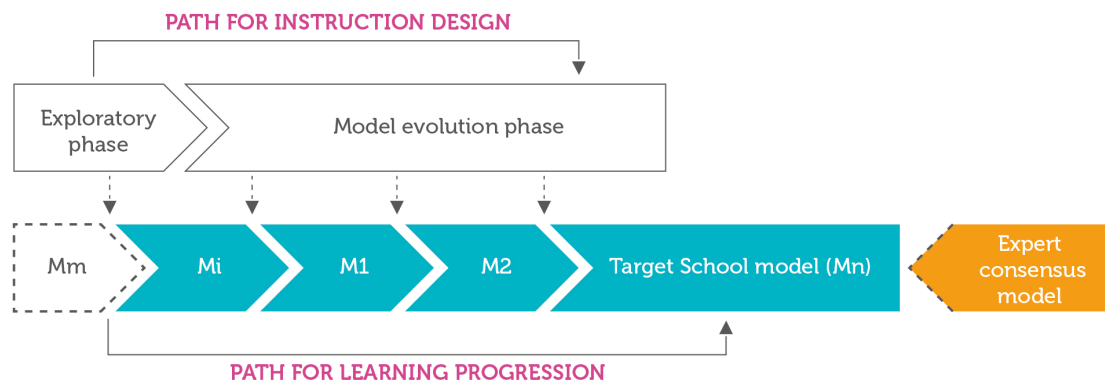 PATH FOR INSTRUCTION DESIGN
Exploratory
phase
Model evolution phase
Mm
Mi
M1
M2
Target School model (Mn)
Expert
consensus
model
PATH FOR LEARNING PROGRESSION